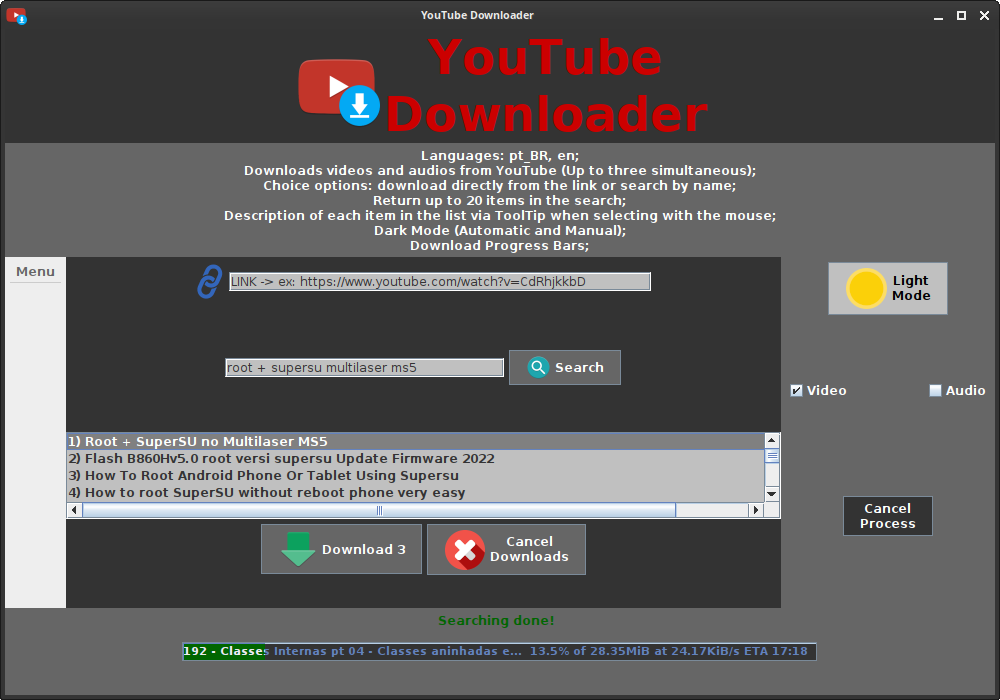 YouTube Downloader
YouTube
Downloader
Languages: pt_BR, en;
Downloads videos and audios from YouTube (Up to three simultaneous);
Choice options: download directly from the link or search by name;
Return up to 20 items in the search;
Description of each item in the list via ToolTip when selecting with the mouse;
Dark Mode (Automatic and Manual);
Download Progress Bars;
Menu
LINK -> ex: https://www.youtube.com/watch?v=CdRhjkkbD
Light
Mode
root + supersu multilaser ms5
Search
Video
Audio
1) Root + SuperSU no Multilaser MS5
2) Flash B860Hv5.0 root versi supersu Update Firmware 2022
3) How To Root Android Phone Or Tablet Using Supersu
4) How to root SuperSU without reboot phone very easy
Cancel
Process
Download 3
Cancel
Downloads
Searching done!
192 - Classes Internas pt 04 - Classes aninhadas e... 13.5% of 28.35MiB at 24.17KiB/s ETA 17:18